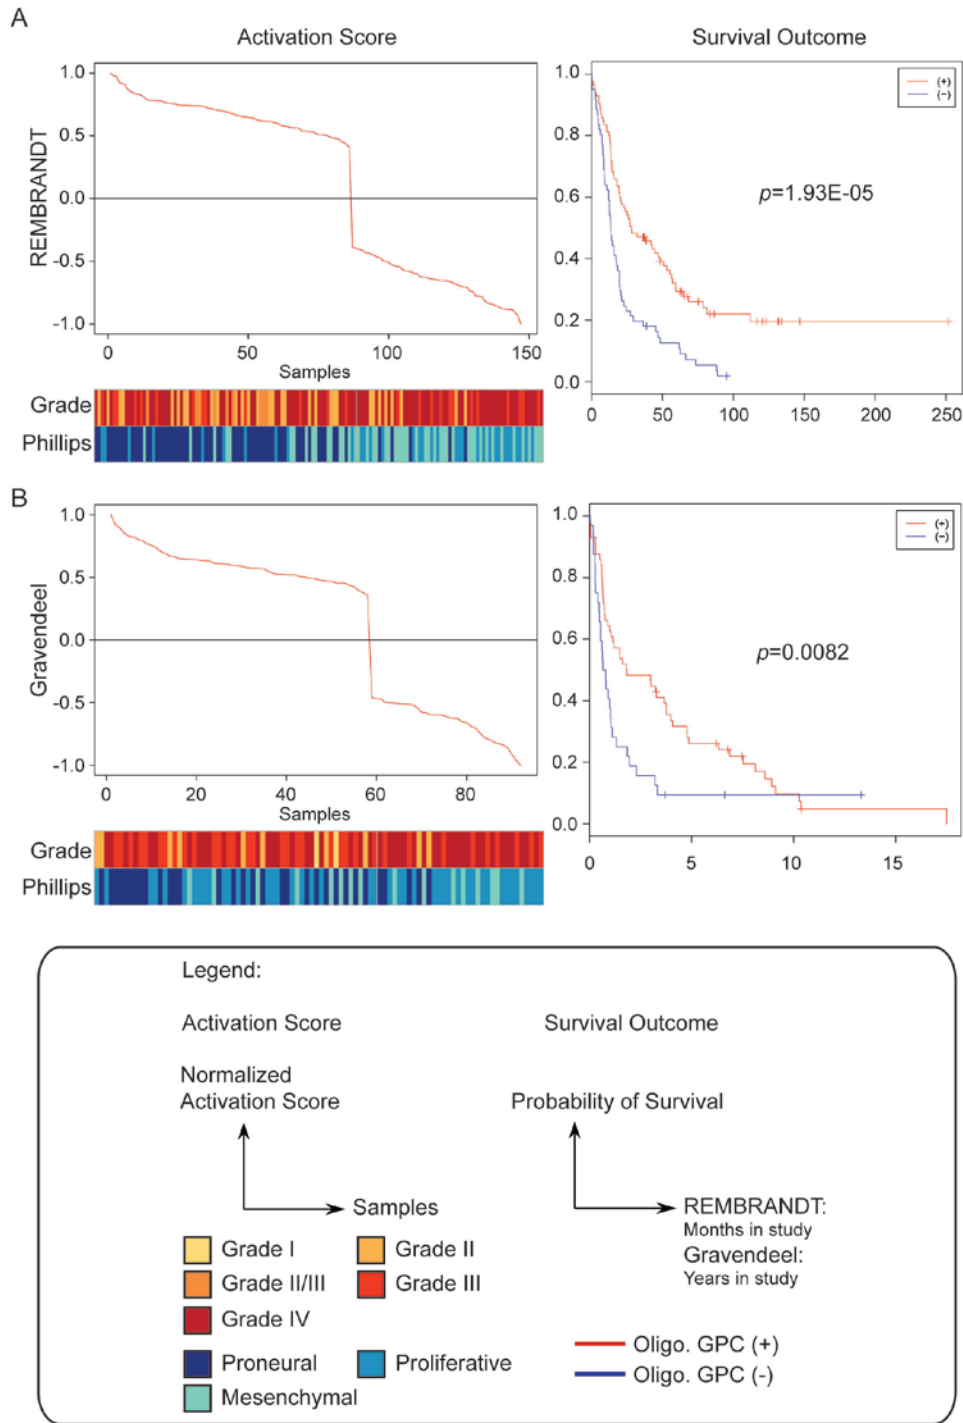 A
Activation Score
Survival Outcome
REMBRANDT
1.0
0.5
0.0
-0.5
-1.0
0 50 100 150
Samples
Grade
Phillips
1.0
0.8
0.6
0.4
0.2
0.0
0 50 100 150 200 250
(+)
(−)
p=1.93E-05
B
Gravendeel
1.0
0.5
0.0
-0.5
-1.0
0 20 40 60 80
Samples
Grade
Phillips
1.0
0.8
0.6
0.4
0.2
0.0
0 5 10 15
(+)
(−)
p=0.0082
Legend:
Activation Score
Survival Outcome
Normalized
Activation Score
Samples
Probability of Survival
REMBRANDT:
Months in study
Gravendeel:
Years in study
Grade I
Grade II
Grade II/III
Grade III
Grade IV
Proneural
Proliferative
Mesenchymal
Oligo. GPC (+)
Oligo. GPC (-)